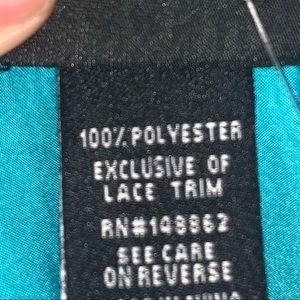 100% POLYESTER
EXCLUSIVE OF
LACE TRIM
RN#148862
SEE CARE
ON REVERSE